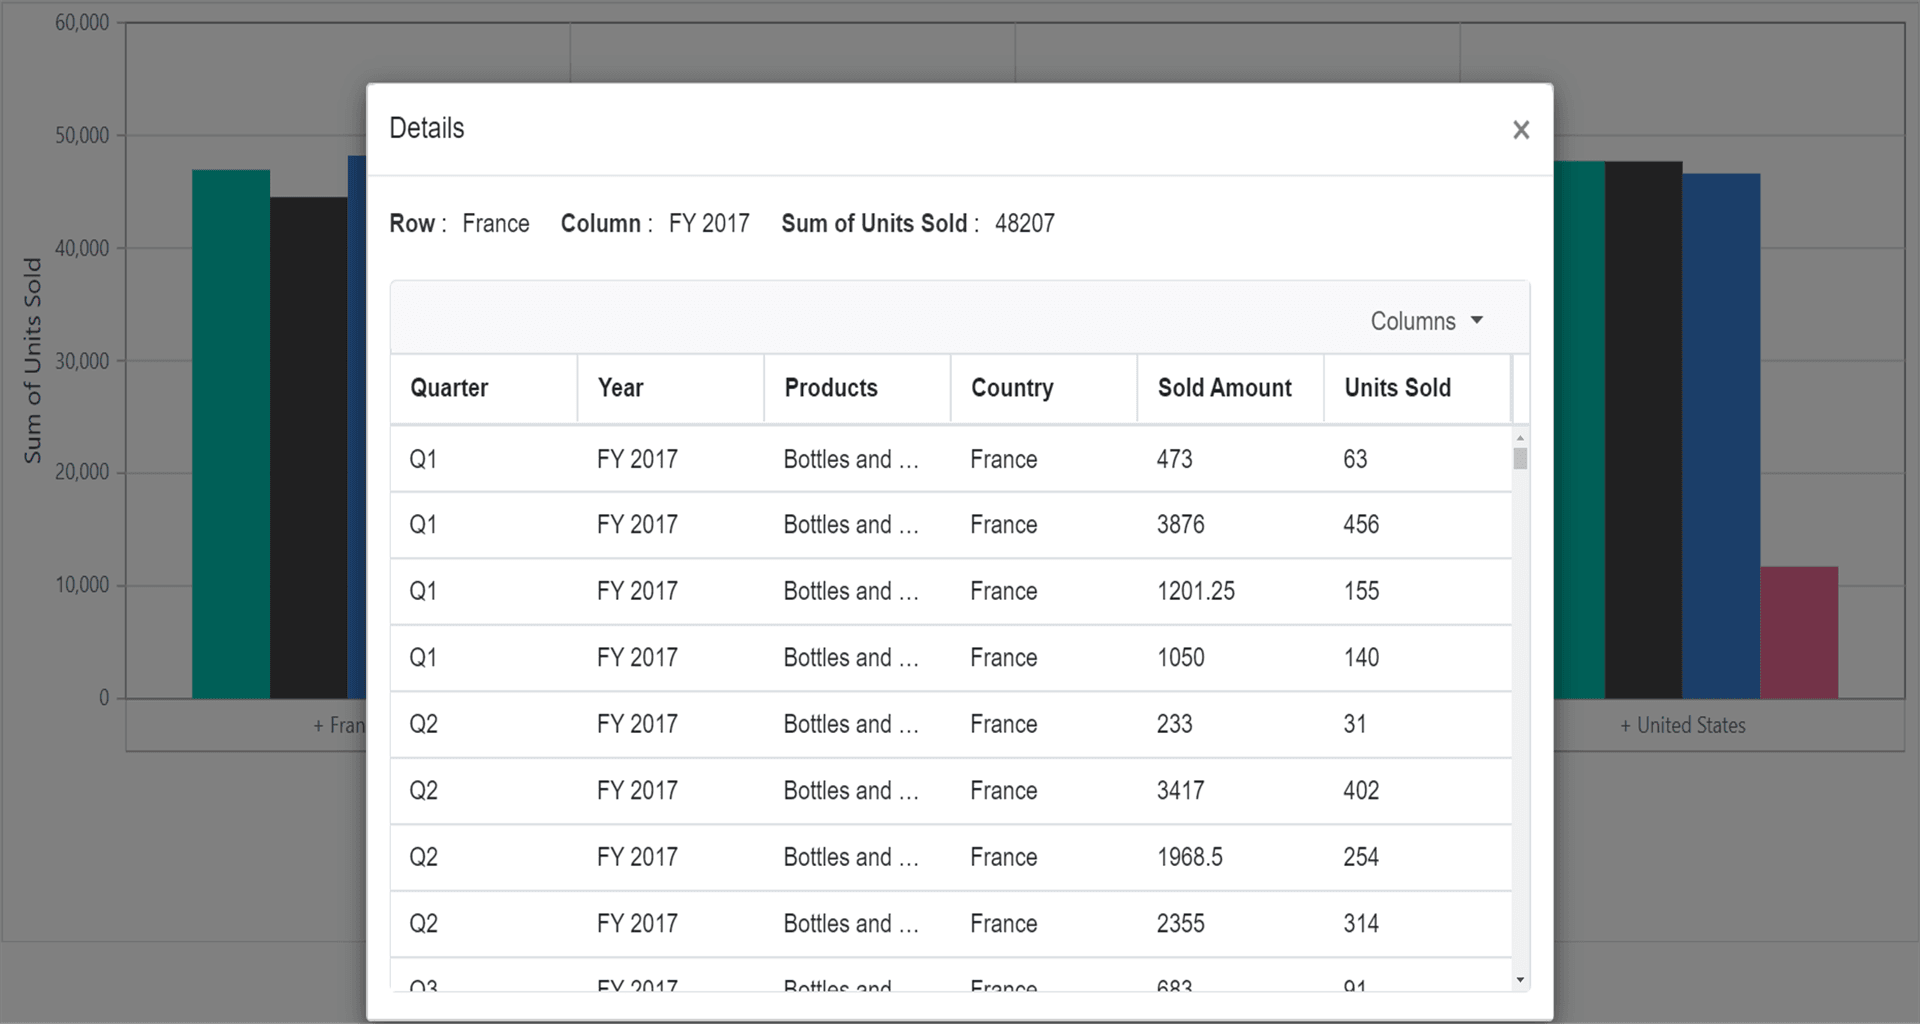 60,000
50,000
40,000
30,000
20,000
10,000
0
Sum of Units Sold
+ Fran
+ United States
Details
×
Row : France Column : FY 2017 Sum of Units Sold : 48207
Columns
Quarter Year Products Country Sold Amount Units Sold
Q1 FY 2017 Bottles and ... France 473 63
Q1 FY 2017 Bottles and ... France 3876 456
Q1 FY 2017 Bottles and ... France 1201.25 155
Q1 FY 2017 Bottles and ... France 1050 140
Q2 FY 2017 Bottles and ... France 233 31
Q2 FY 2017 Bottles and ... France 3417 402
Q2 FY 2017 Bottles and ... France 1968.5 254
Q2 FY 2017 Bottles and ... France 2355 314
Q3 FY 2017 Bottles and France 683 91